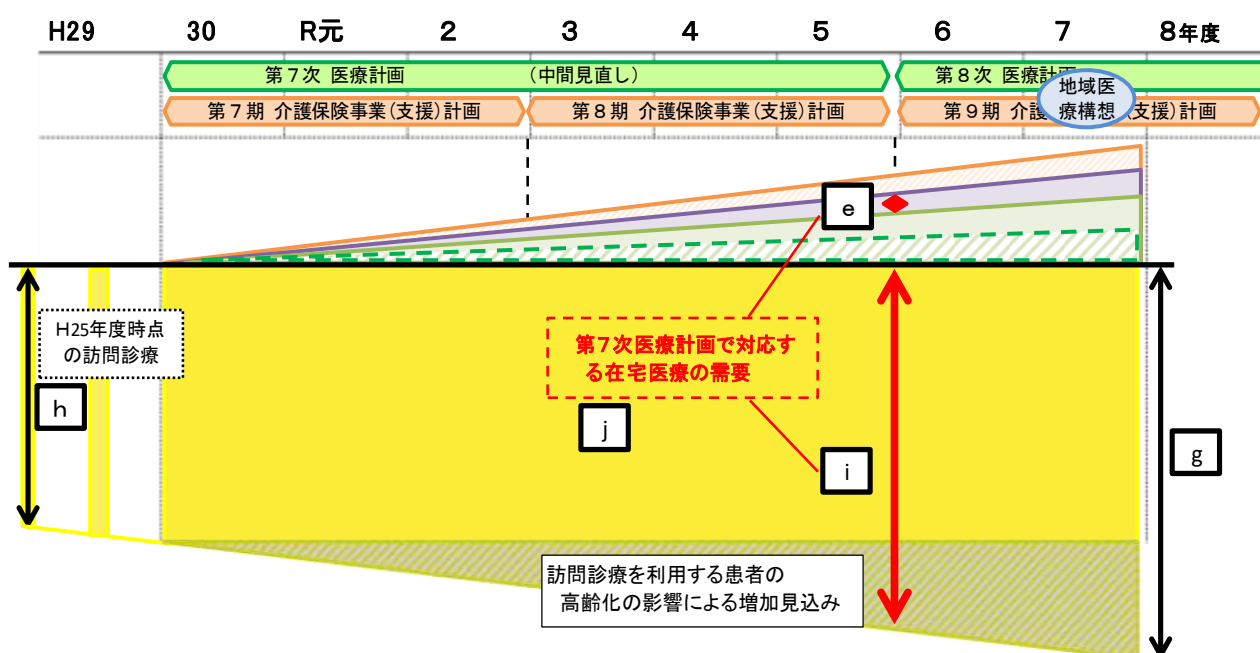 H29 30 R元 2 3 4 5 6 7 8年度
第7次 医療計画 (中間見直し) 第8次 医療計画
第7期 介護保険事業(支援)計画 第8期 介護保険事業(支援)計画 第9期 介護 (支援)計画
地域医
療構想
e
H25年度時点
の訪問診療
第7次医療計画で対応す
る在宅医療の需要
h
j
i
g
訪問診療を利用する患者の
高齢化の影響による増加見込み